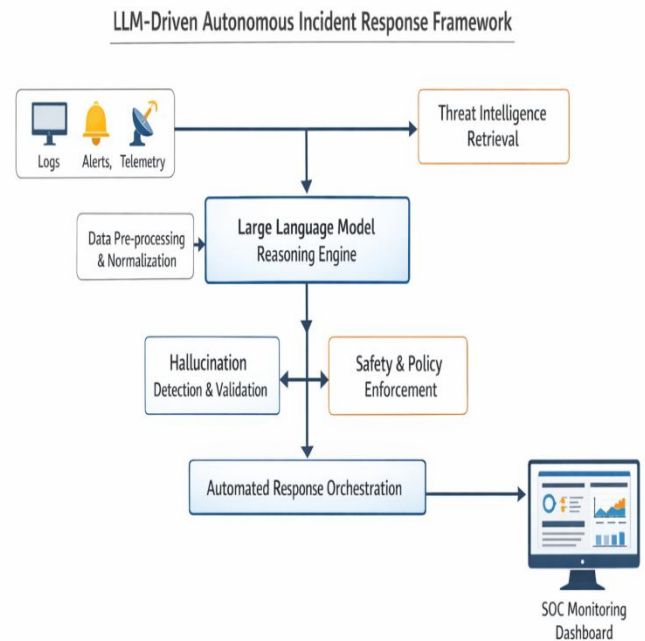 LLM-Driven Autonomous Incident Response Framework
Logs Alerts, Telemetry
Threat Intelligence
Retrieval
Data Pre-processing
& Normalization
Large Language Model
Reasoning Engine
Hallucination
Detection & Validation
Safety & Policy
Enforcement
Automated Response Orchestration
SOC Monitoring
Dashboard